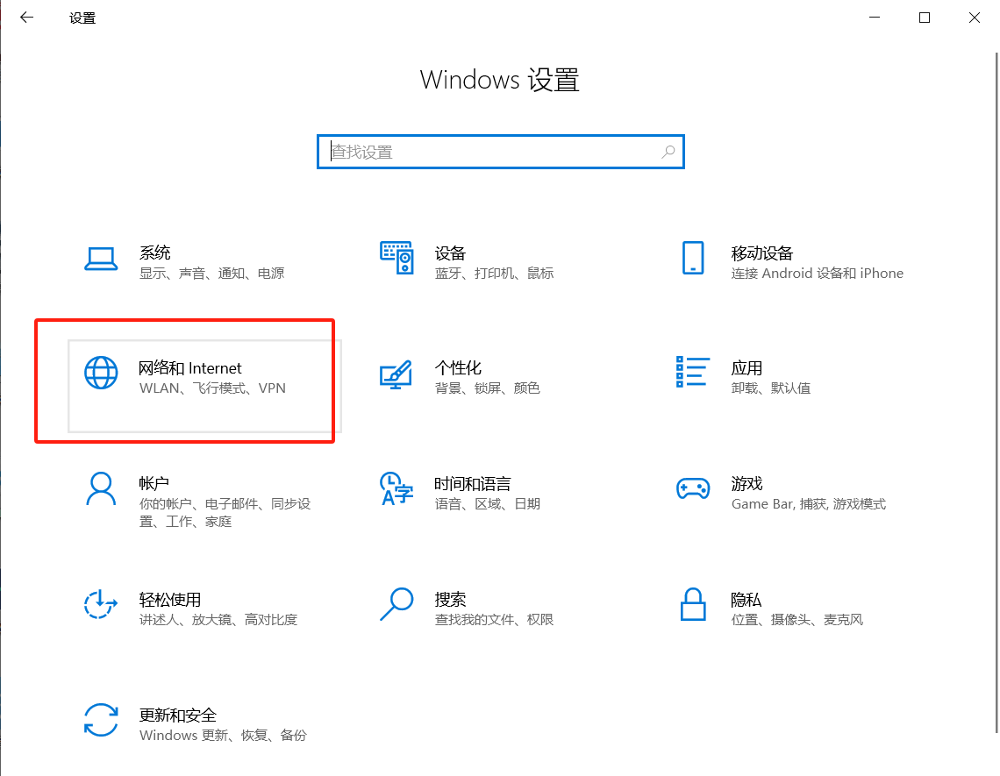 设置
Windows 设置
查找设置
系统
显示、声音、通知、电源
设备
蓝牙、打印机、鼠标
移动设备
连接 Android 设备和 iPhone
网络和 Internet
WLAN、飞行模式、VPN
个性化
背景、锁屏、颜色
应用
卸载、默认值
帐户
你的帐户、电子邮件、同步设
置、工作、家庭
时间和语言
语音、区域、日期
游戏
Game Bar, 捕获, 游戏模式
轻松使用
讲述人、放大镜、高对比度
搜索
查找我的文件、权限
隐私
位置、摄像头、麦克风
更新和安全
Windows 更新、恢复、备份